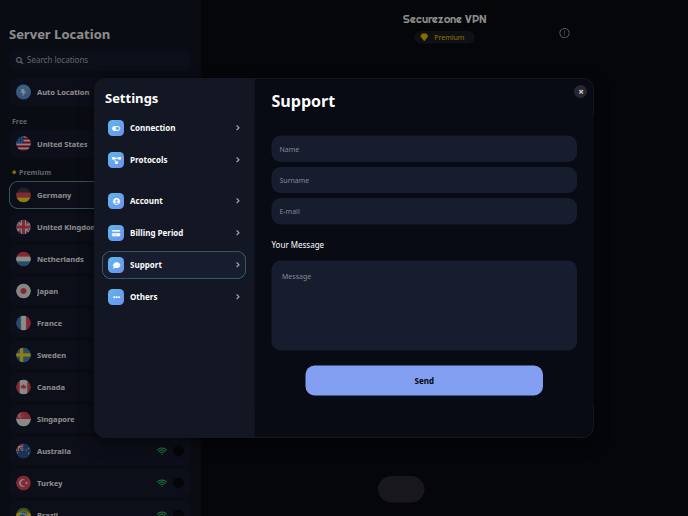 Securezone VPN
Premium
Server Location
Search locations
Auto Location
Free
United States
Premium
Germany
United Kingdom
Netherlands
Japan
France
Sweden
Canada
Singapore
Australia
Turkey
Brazil
Settings
Connection
Protocols
Account
Billing Period
Support
Others
Support
Name
Surname
E-mail
Your Message
Message
Send